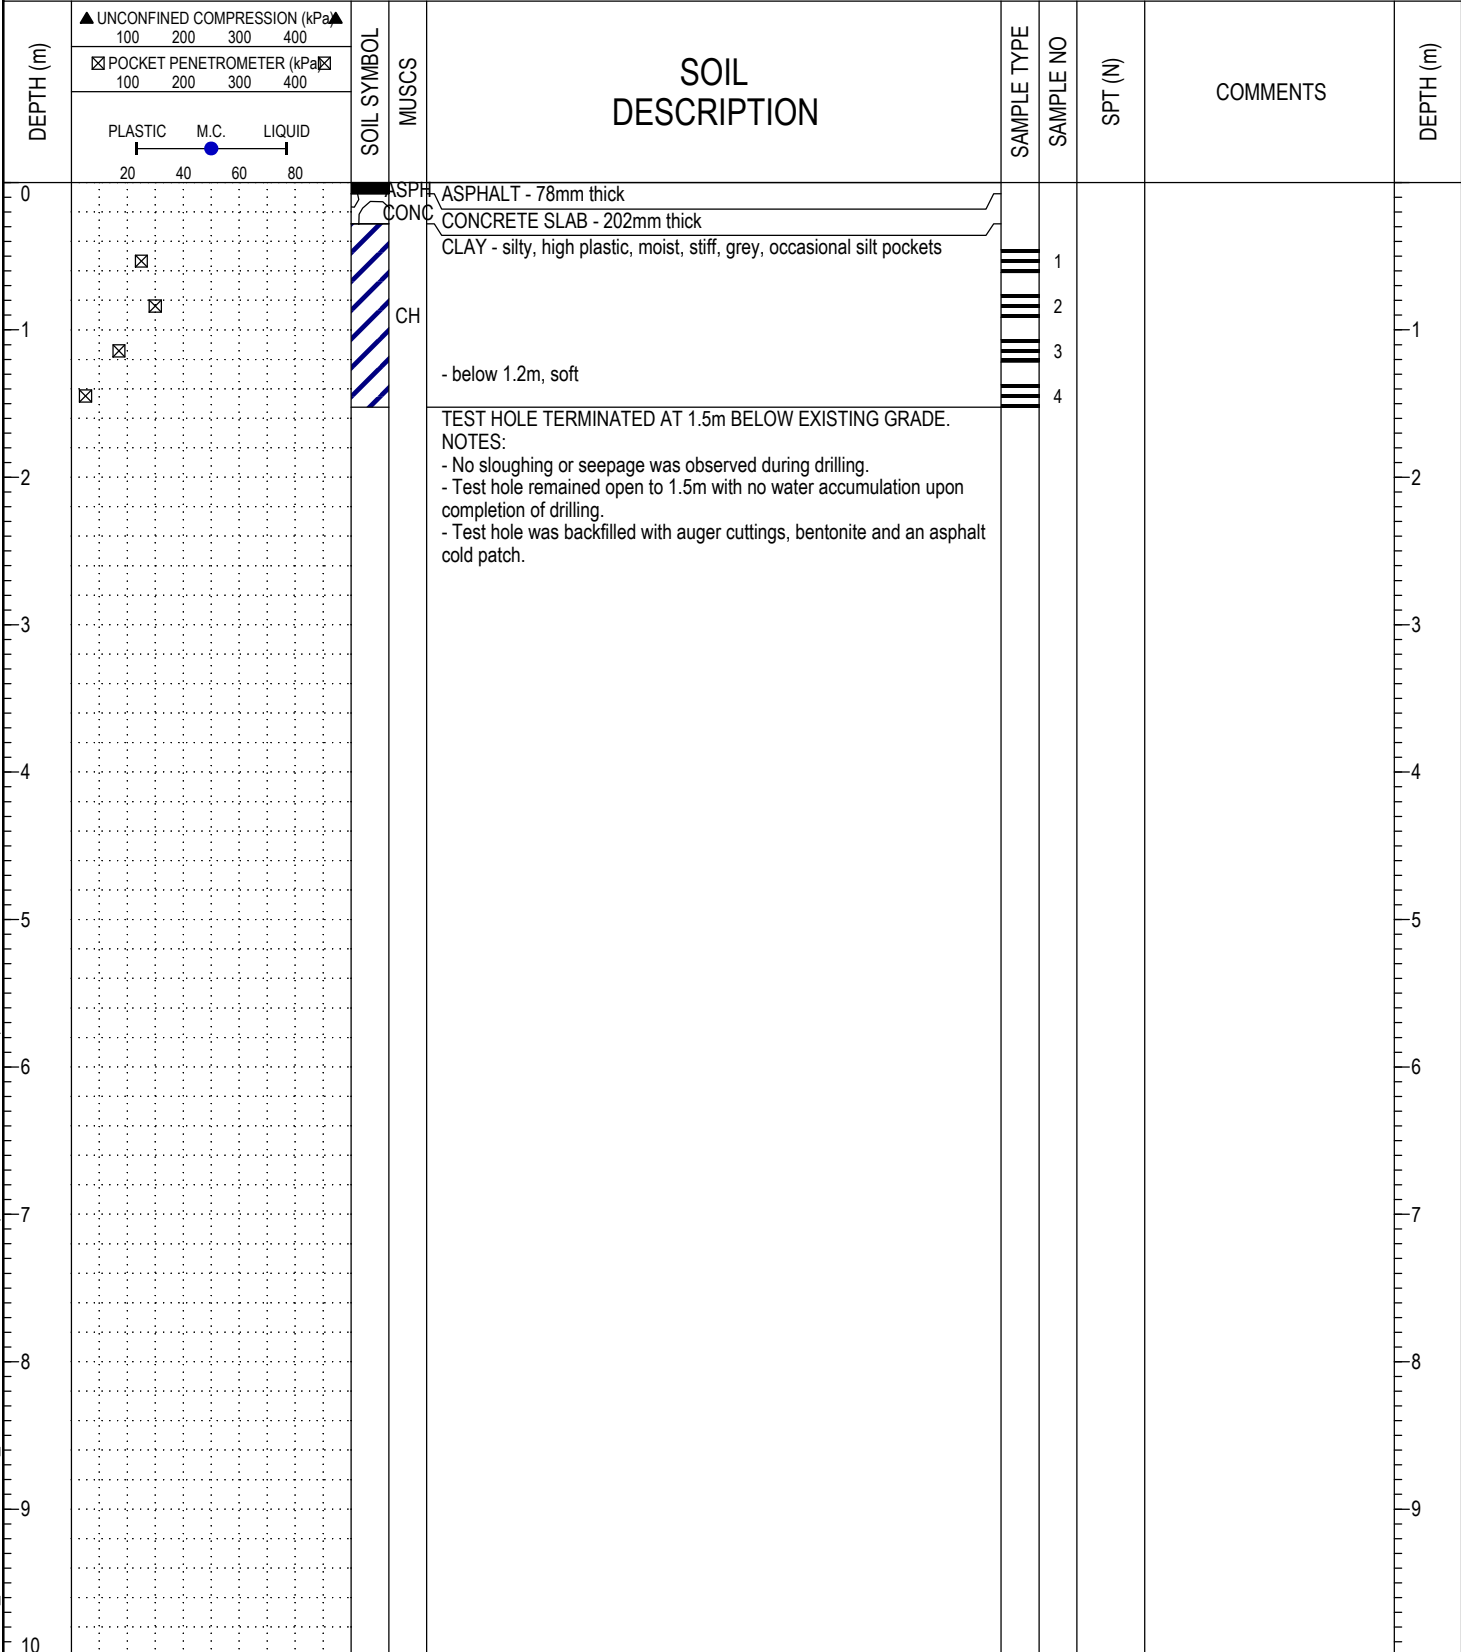 DEPTH (m)
UNCONFINED COMPRESSION (kPa)
100 200 300 400
POCKET PENETROMETER (kPa)
100 200 300 400
PLASTIC M.C. LIQUID
20 40 60 80
SOIL SYMBOL
MUSCS
SOIL
DESCRIPTION
SAMPLE TYPE
SAMPLE NO
SPT (N)
COMMENTS
DEPTH (m)
0
ASPH
ASPHALT - 78mm thick
CONC
CONCRETE SLAB - 202mm thick
CLAY - silty, high plastic, moist, stiff, grey, occasional silt pockets
1
2
CH
1
1
3
- below 1.2m, soft
4
TEST HOLE TERMINATED AT 1.5m BELOW EXISTING GRADE.
NOTES:
- No sloughing or seepage was observed during drilling.
2
2
- Test hole remained open to 1.5m with no water accumulation upon
completion of drilling.
- Test hole was backfilled with auger cuttings, bentonite and an asphalt
cold patch.
3
3
4
4
5
5
6
6
7
7
8
8
9
9
10